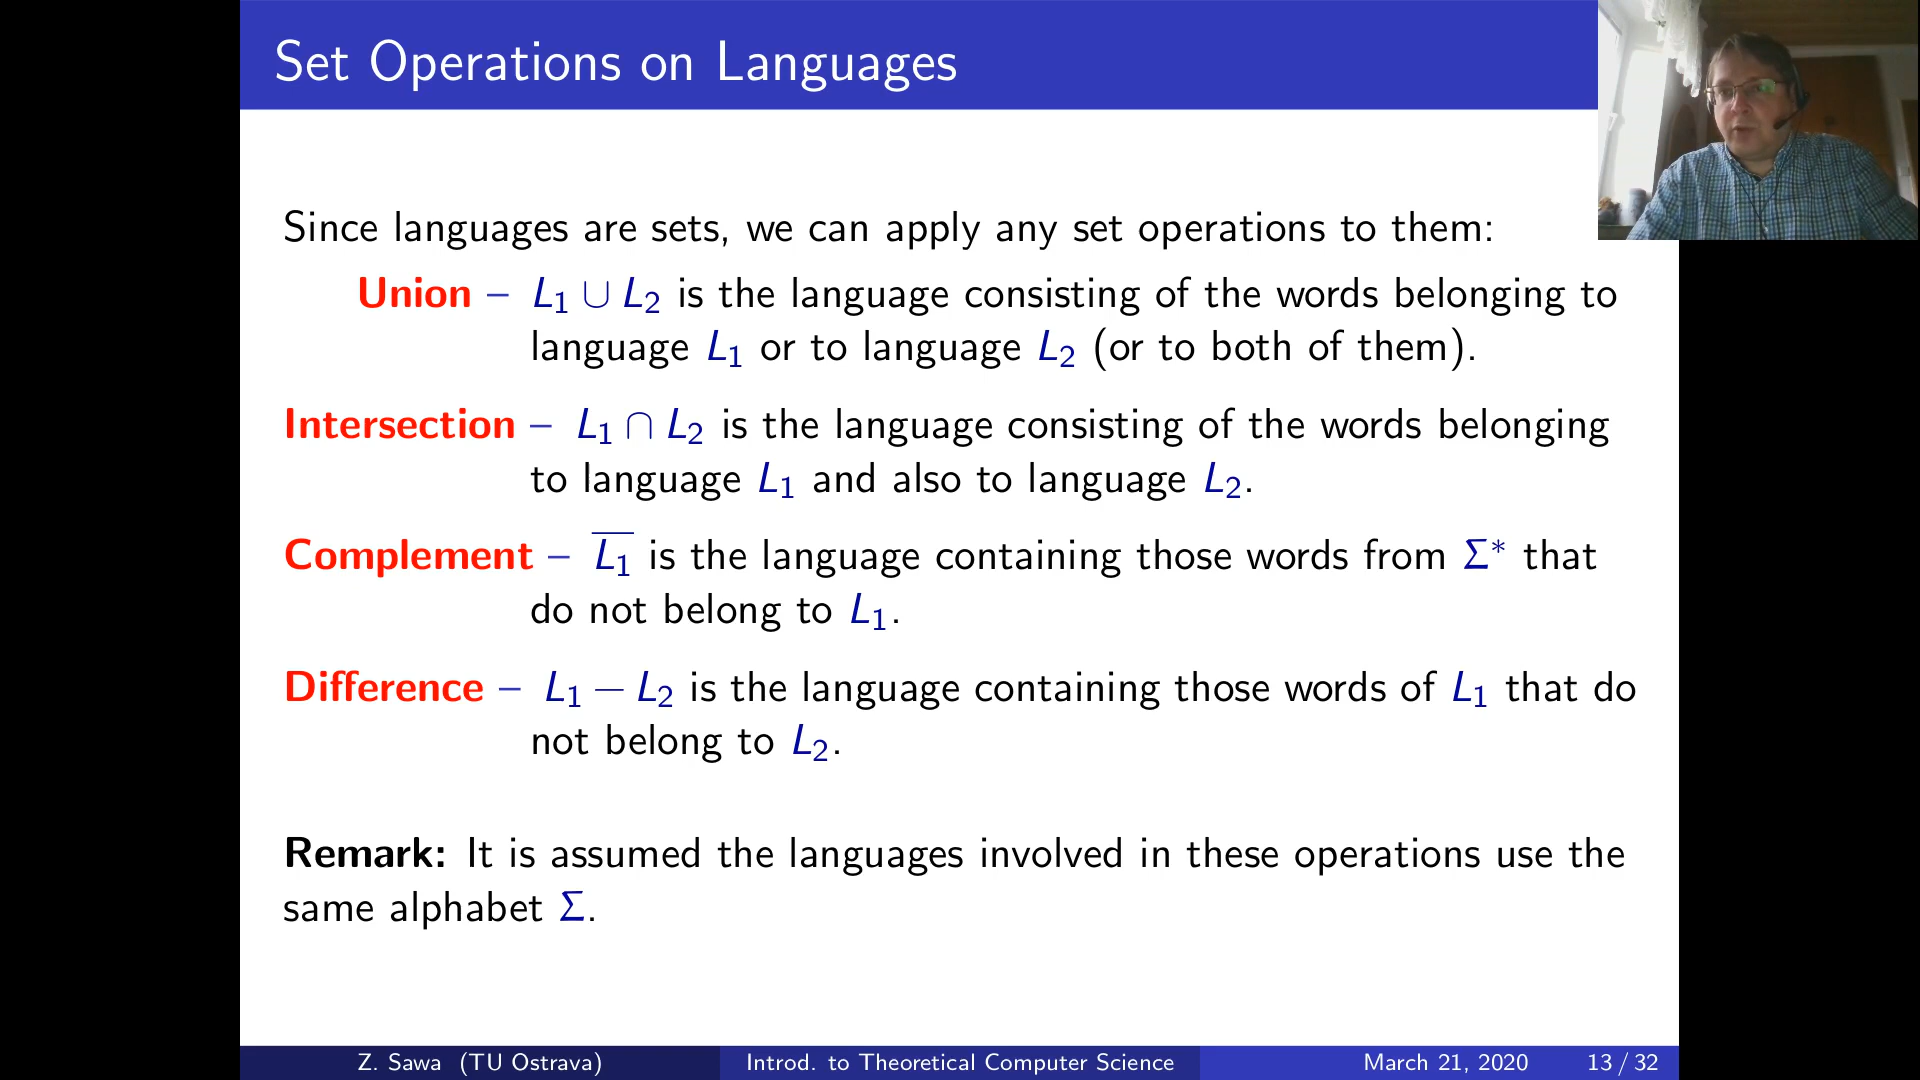 Set Operations on Languages
Since languages are sets, we can apply any set operations to them:
Union – L₁ ∪ L₂ is the language consisting of the words belonging to
language L₁ or to language L₂ (or to both of them).
Intersection – L₁ ∩ L₂ is the language consisting of the words belonging
to language L₁ and also to language L₂.
Complement – L̅₁ is the language containing those words from Σ* that
do not belong to L₁.
Difference – L₁ − L₂ is the language containing those words of L₁ that do
not belong to L₂.
Remark: It is assumed the languages involved in these operations use the
same alphabet Σ.
Z. Sawa (TU Ostrava) Introd. to Theoretical Computer Science March 21, 2020 13 / 32